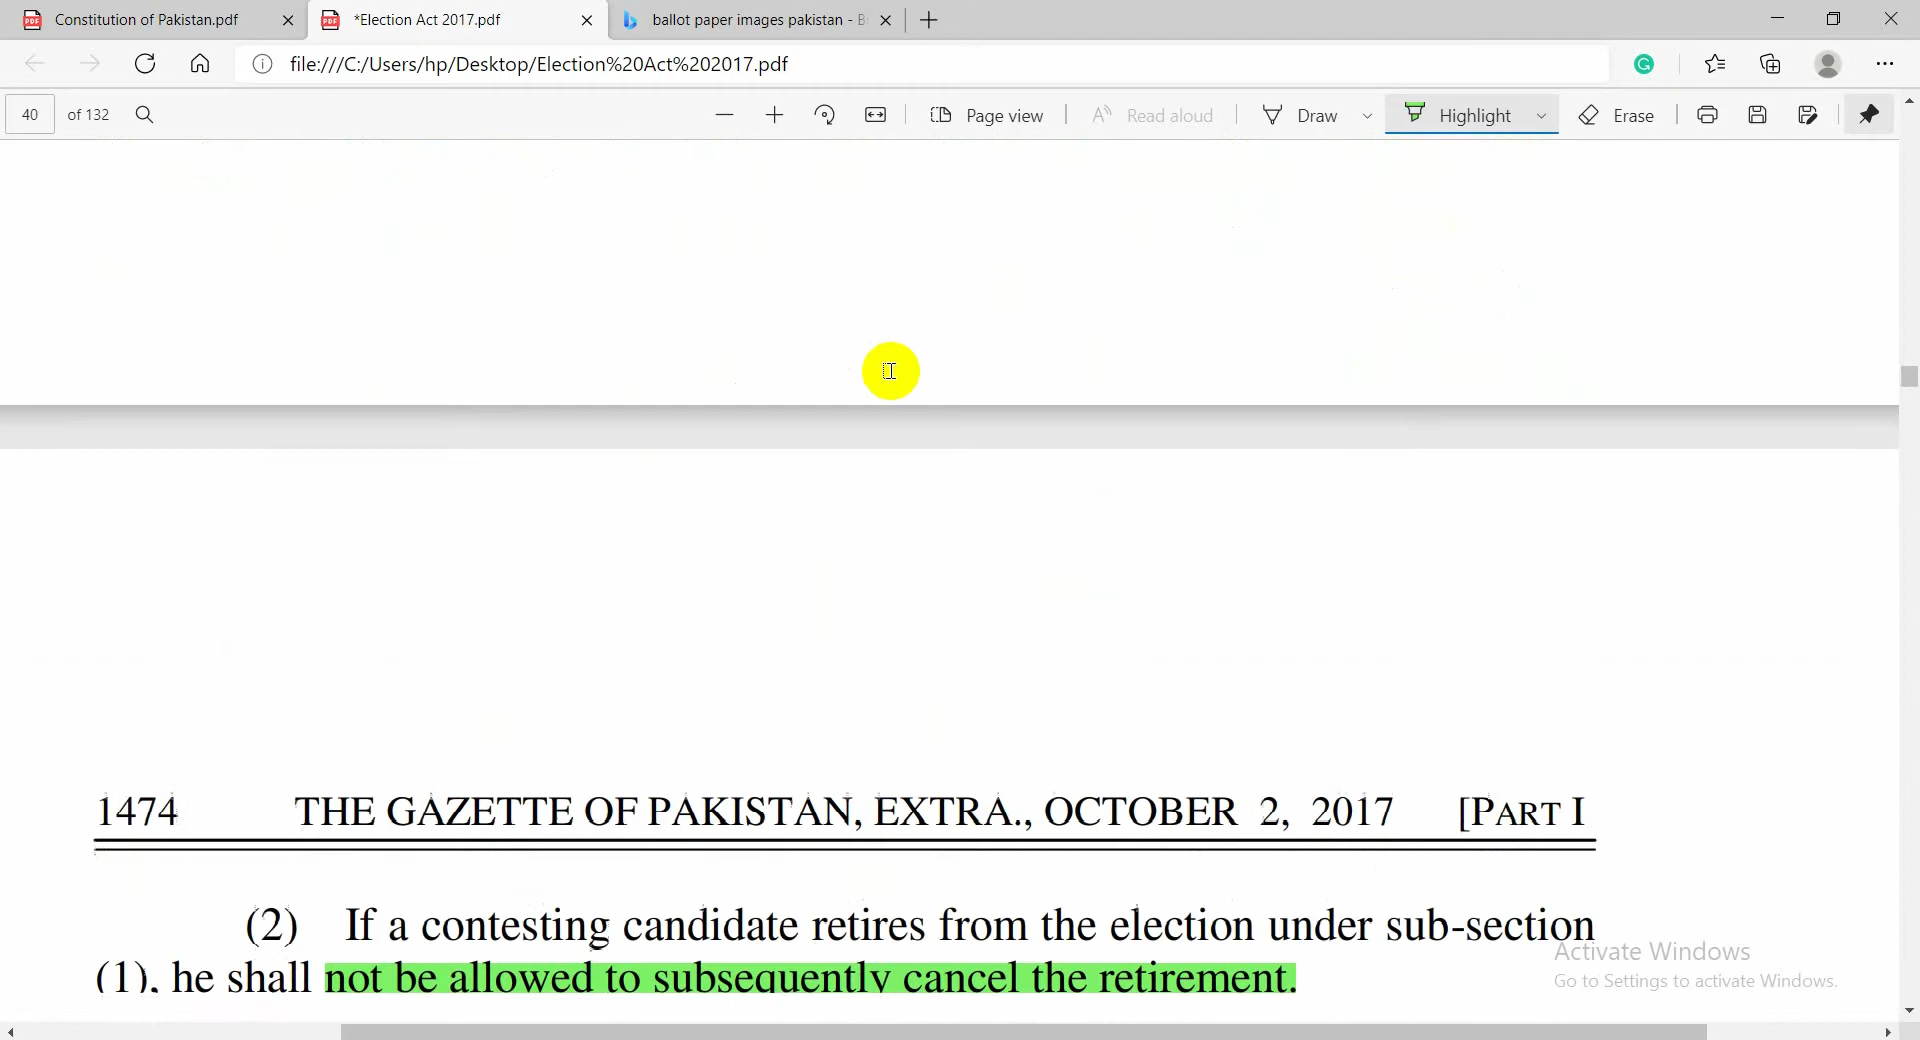 Constitution of Pakistan.pdf
*Election Act 2017.pdf
ballot paper images pakistan - B
file:///C:/Users/hp/Desktop/Election%20Act%202017.pdf
40 of 132
Page view
Read aloud
Draw
Highlight
Erase
1474 THE GAZETTE OF PAKISTAN, EXTRA., OCTOBER 2, 2017 [PART I
(2) If a contesting candidate retires from the election under sub-section
(1), he shall not be allowed to subsequently cancel the retirement.
Activate Windows
Go to Settings to activate Windows.